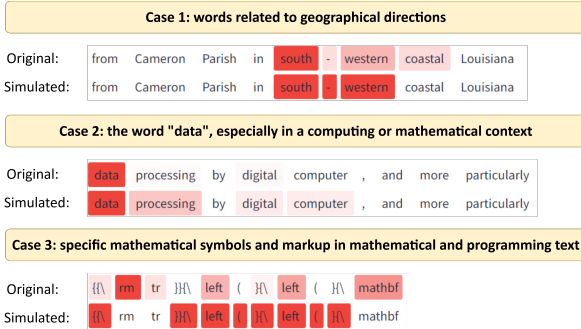 Case 1: words related to geographical directions
Original: from Cameron Parish in south - western coastal Louisiana
Simulated: from Cameron Parish in south - western coastal Louisiana
Case 2: the word "data", especially in a computing or mathematical context
Original: data processing by digital computer , and more particularly
Simulated: data processing by digital computer , and more particularly
Case 3: specific mathematical symbols and markup in mathematical and programming text
Original: {{\ rm tr }}{\ left ( }{\ left ( }{\ mathbf
Simulated: {{\ rm tr }}{\ left ( }{\ left ( }{\ mathbf